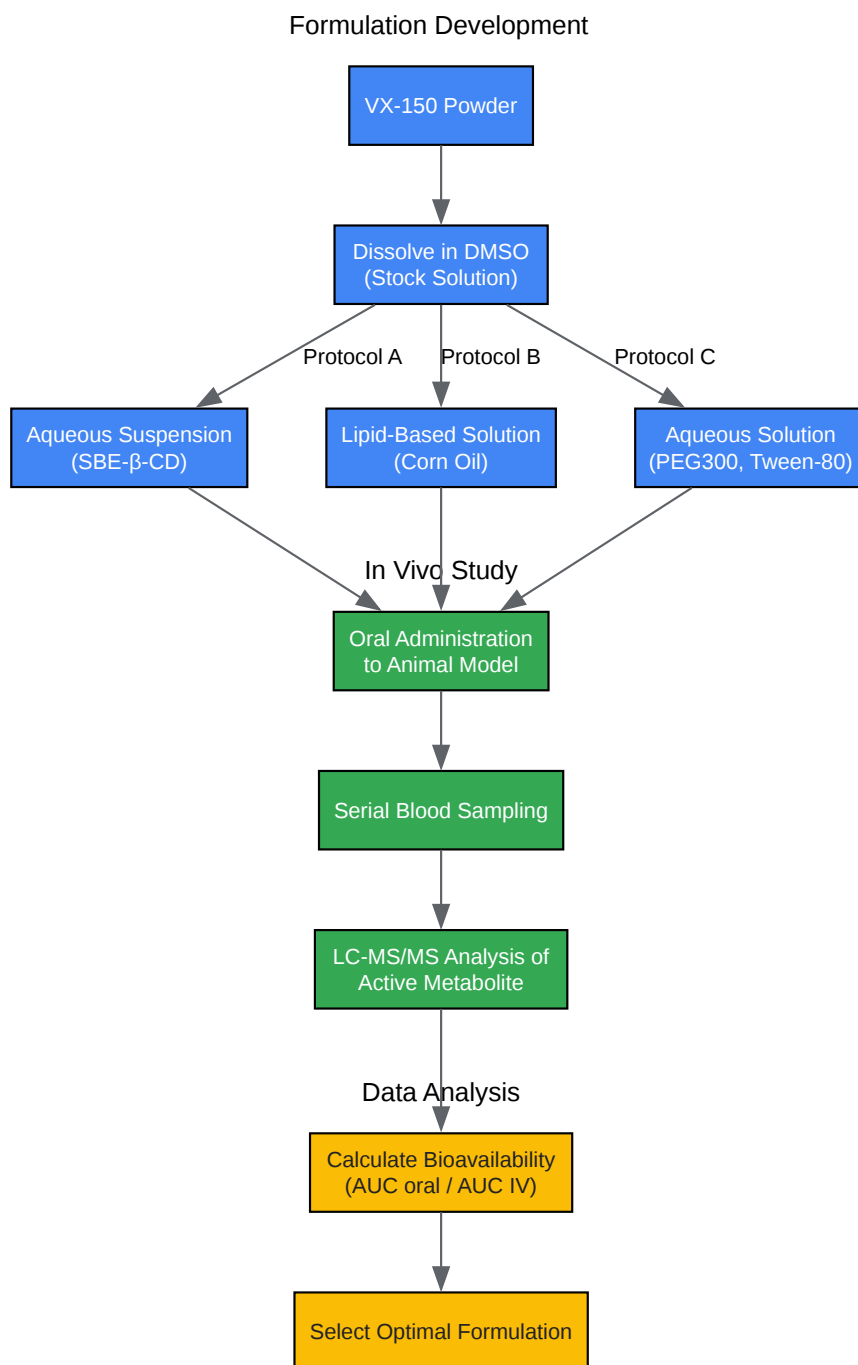 Formulation Development
VX-150 Powder
Dissolve in DMSO
(Stock Solution)
Protocol A
Protocol B
Protocol C
Aqueous Suspension
(SBE-β-CD)
Lipid-Based Solution
(Corn Oil)
Aqueous Solution
(PEG300, Tween-80)
In Vivo Study
Oral Administration
to Animal Model
Serial Blood Sampling
LC-MS/MS Analysis of
Active Metabolite
Data Analysis
Calculate Bioavailability
(AUC oral / AUC IV)
Select Optimal Formulation